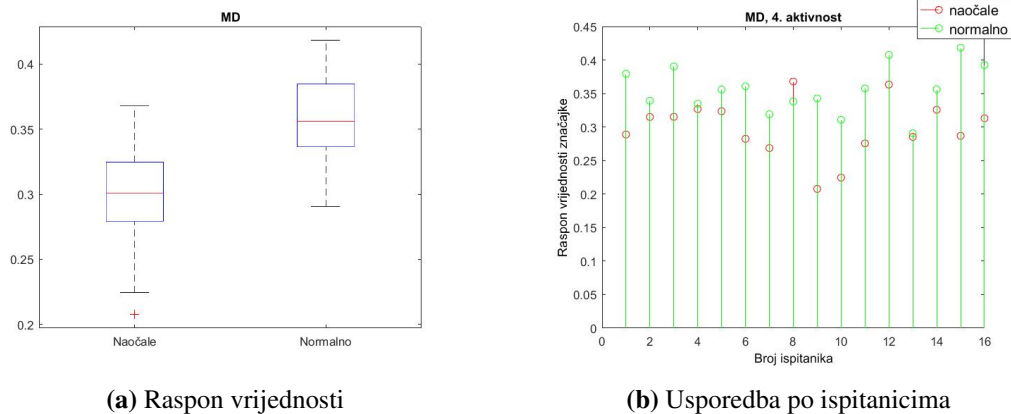 MD
0.4
0.35
0.3
0.25
0.2
Naočale
Normalno
(a) Raspon vrijednosti
MD, 4. aktivnost
naočale
normalno
Raspon vrijednosti značajke
0.45
0.4
0.35
0.3
0.25
0.2
0.15
0.1
0.05
0
0 2 4 6 8 10 12 14 16
Broj ispitanika
(b) Usporedba po ispitanicima